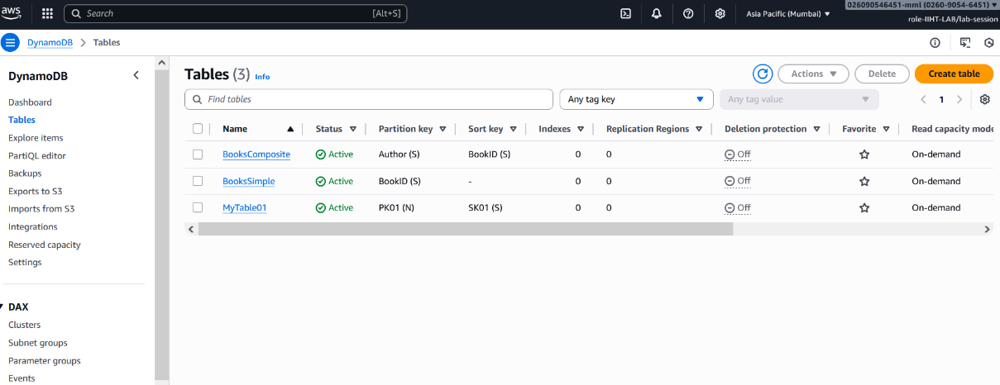 aws
Search [Alt+S]
Asia Pacific (Mumbai)
026090546451-mml (0260-9054-6451)
role-IIHT-LAB/lab-session
DynamoDB Tables
DynamoDB
Dashboard
Tables
Explore items
PartiQL editor
Backups
Exports to S3
Imports from S3
Integrations
Reserved capacity
Settings
DAX
Clusters
Subnet groups
Parameter groups
Events
Tables (3) Info
Actions Delete Create table
Find tables Any tag key Any tag value 1
Name Status Partition key Sort key Indexes Replication Regions Deletion protection Favorite Read capacity mode
BooksComposite Active Author (S) BookID (S) 0 0 Off On-demand
BooksSimple Active BookID (S) - 0 0 Off On-demand
MyTable01 Active PK01 (N) SK01 (S) 0 0 Off On-demand